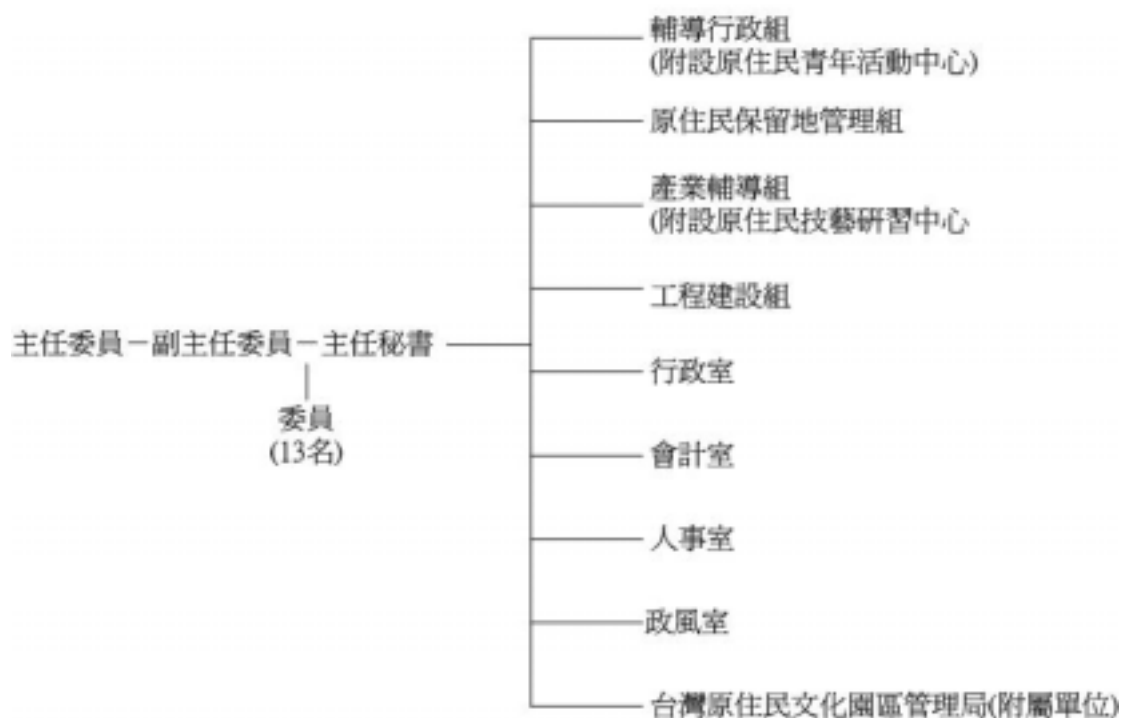 輔導行政組
(附設原住民青年活動中心)
原住民保留地管理組
產業輔導組
(附設原住民技藝研習中心
工程建設組
主任委員－副主任委員－主任秘書
委員
(13名)
行政室
會計室
人事室
政風室
台灣原住民文化園區管理局(附屬單位)